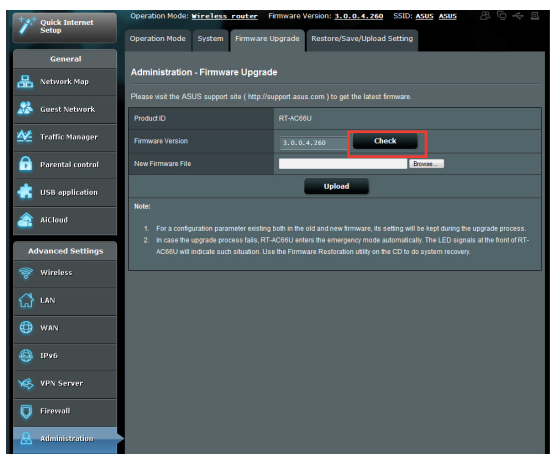 Quick Internet
Setup
Operation Mode: Wireless router Firmware Version: 3.0.0.4.260 SSID: ASUS ASUS
Operation Mode System Firmware Upgrade Restore/Save/Upload Setting
General
Network Map
Guest Network
Traffic Manager
Parental control
USB application
AiCloud
Advanced Settings
Wireless
LAN
WAN
IPv6
VPN Server
Firewall
Administration
Administration - Firmware Upgrade
Please visit the ASUS support site ( http://support.asus.com ) to get the latest firmware.
Product ID RT-AC66U
Firmware Version 3.0.0.4.260 Check
New Firmware File Browse...
Upload
Note:
1. For a configuration parameter existing both in the old and new firmware, its setting will be kept during the upgrade process.
2. In case the upgrade process fails, RT-AC66U enters the emergency mode automatically. The LED signals at the front of RT-
AC66U will indicate such situation. Use the Firmware Restoration utility on the CD to do system recovery.